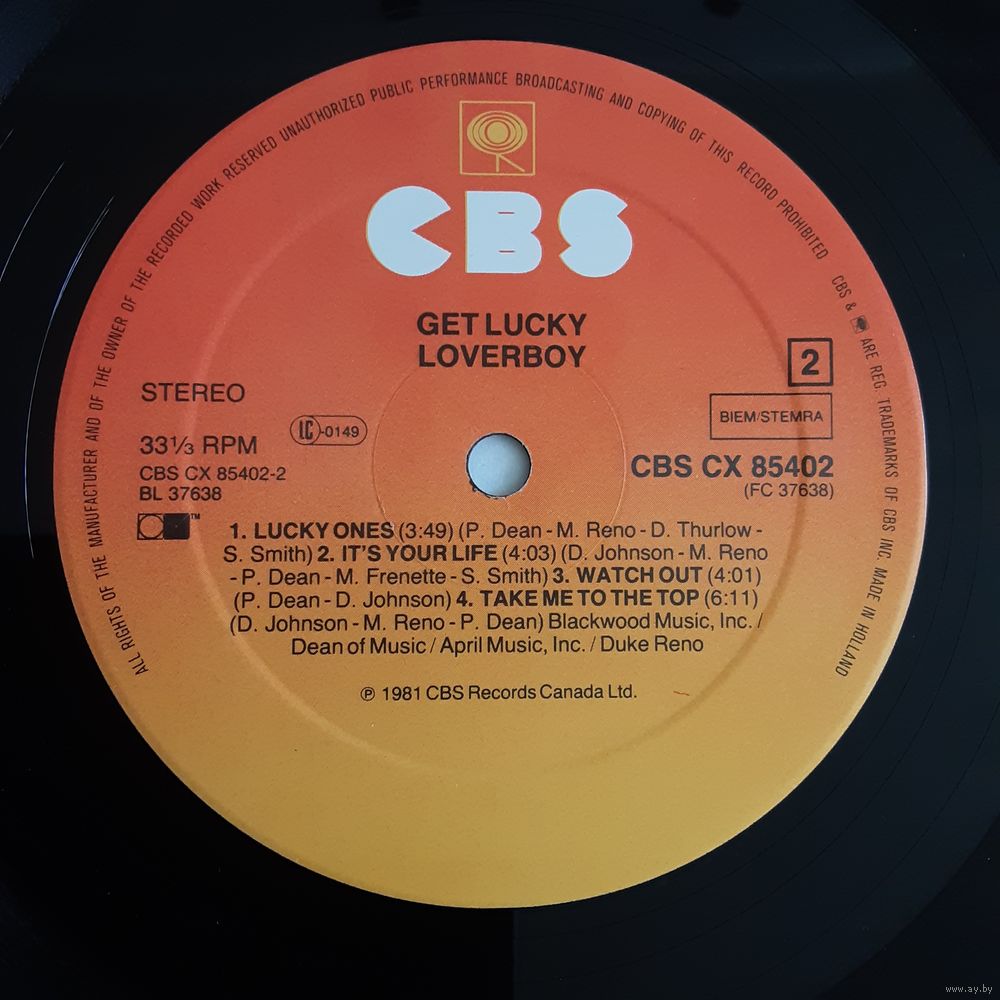 ALL RIGHTS OF THE MANUFACTURER AND OF THE OWNER OF THE RECORDED WORK RESERVED UNAUTHORIZED PUBLIC PERFORMANCE BROADCASTING AND COPYING OF THIS RECORD PROHIBITED CBS & ARE REG. TRADEMARKS OF CBS INC. MADE IN HOLLAND
CBS
GET LUCKY
LOVERBOY
2
STEREO
BIEM/STEMRA
LC-0149
33 1/3 RPM
CBS CX 85402
CBS CX 85402-2
(FC 37638)
BL 37638
TM
1. LUCKY ONES (3:49) (P. Dean - M. Reno - D. Thurlow -
S. Smith) 2. IT'S YOUR LIFE (4:03) (D. Johnson - M. Reno
- P. Dean - M. Frenette - S. Smith) 3. WATCH OUT (4:01)
(P. Dean - D. Johnson) 4. TAKE ME TO THE TOP (6:11)
(D. Johnson - M. Reno - P. Dean) Blackwood Music, Inc. /
Dean of Music / April Music, Inc. / Duke Reno
℗ 1981 CBS Records Canada Ltd.
www.ay.by